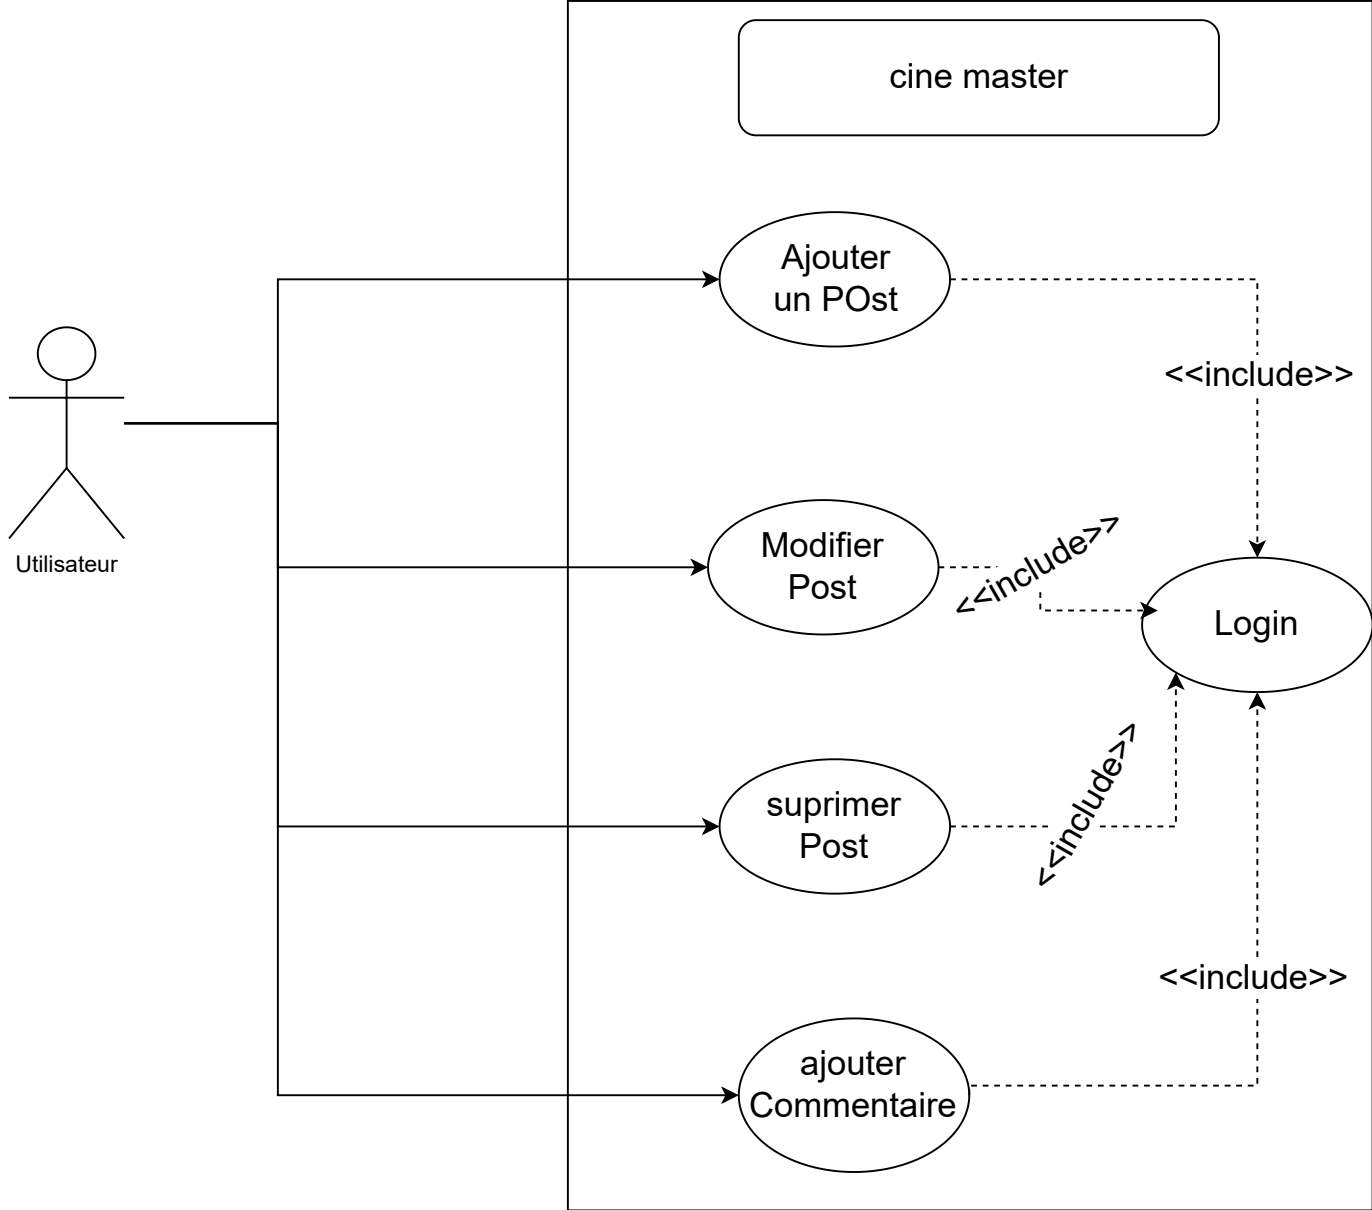 cine master
Ajouter
un POst
<<include>>
Utilisateur
Modifier
Post
<<include>>
Login
suprimer
Post
<<include>>
<<include>>
ajouter
Commentaire